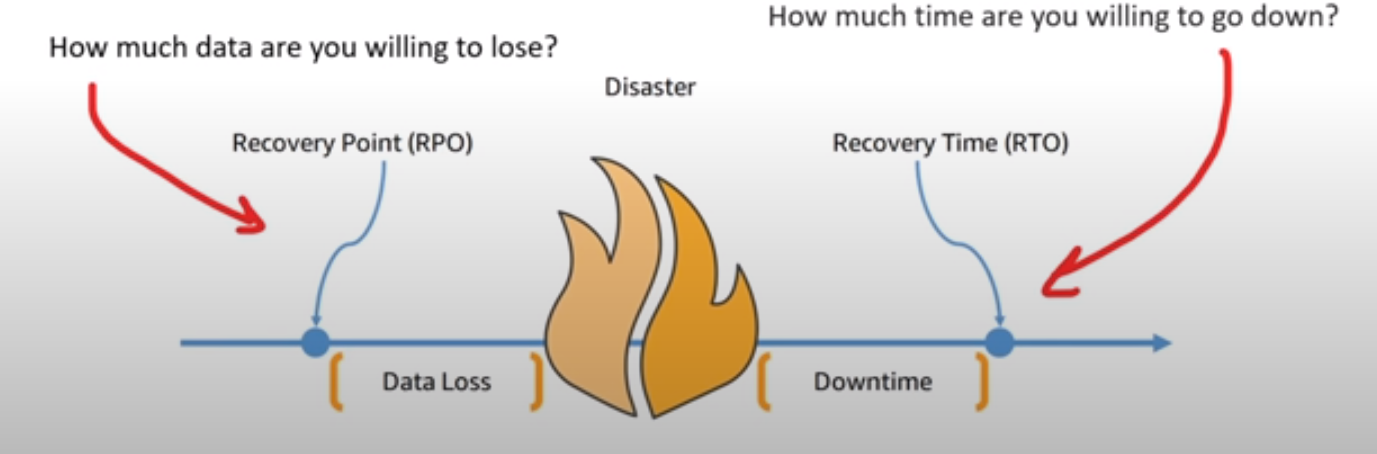 How much time are you willing to go down?
How much data are you willing to lose?
Disaster
Recovery Point (RPO)
Recovery Time (RTO)
Data Loss
Downtime